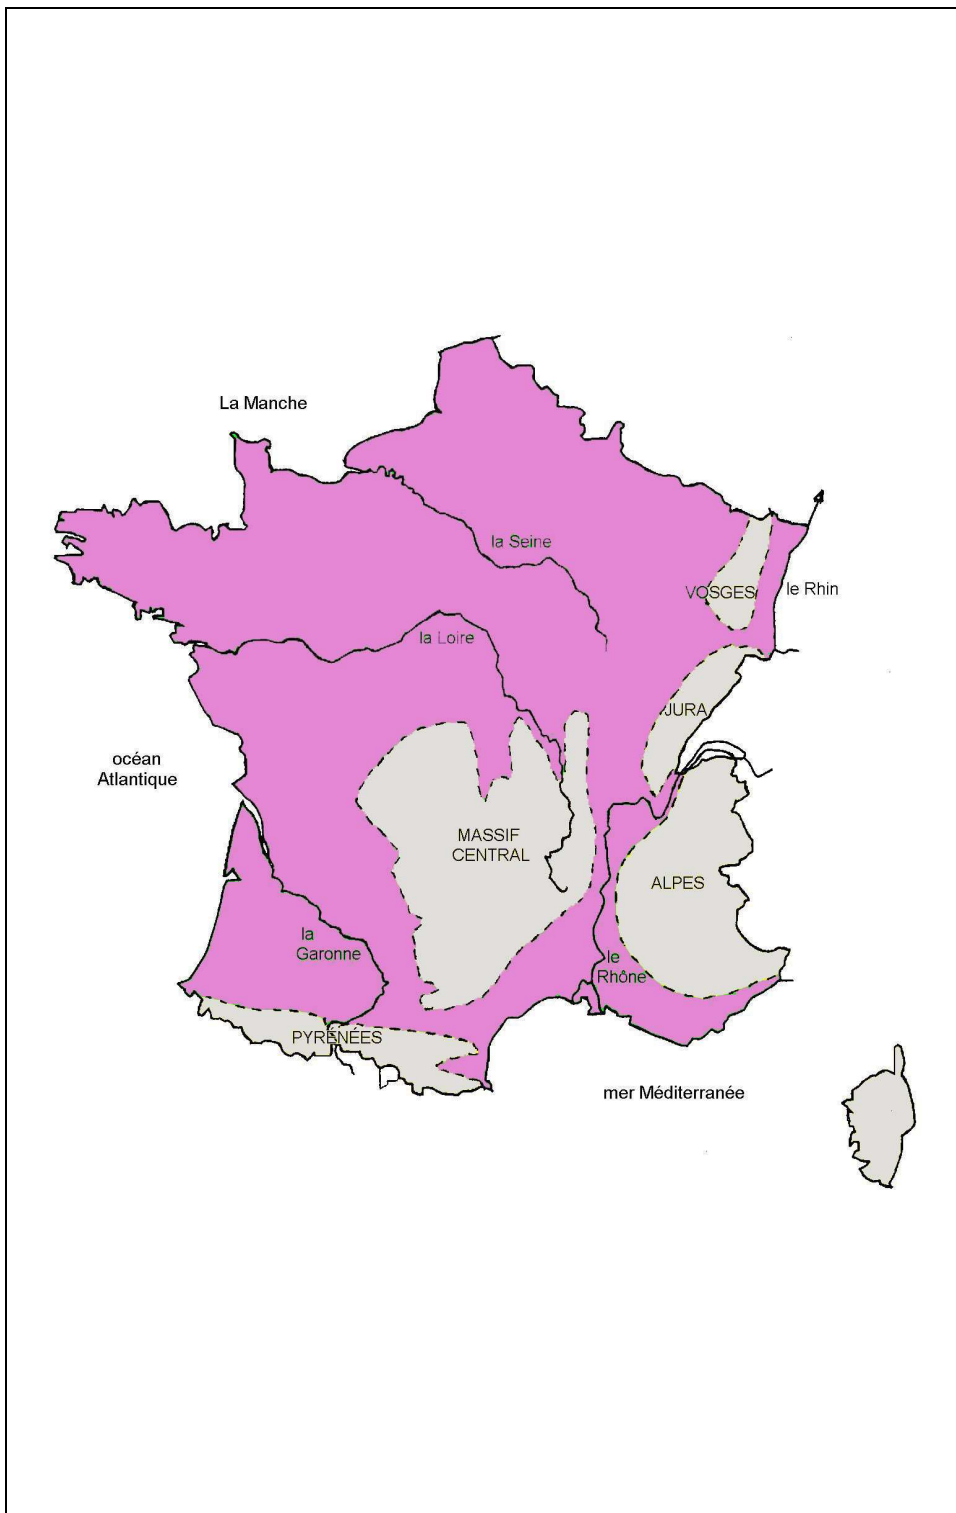 La Manche
la Seine
VOSGES
le Rhin
la Loire
JURA
océan
Atlantique
MASSIF
CENTRAL
ALPES
la
Garonne
le
Rhône
PYRÉNÉES
mer Méditerranée